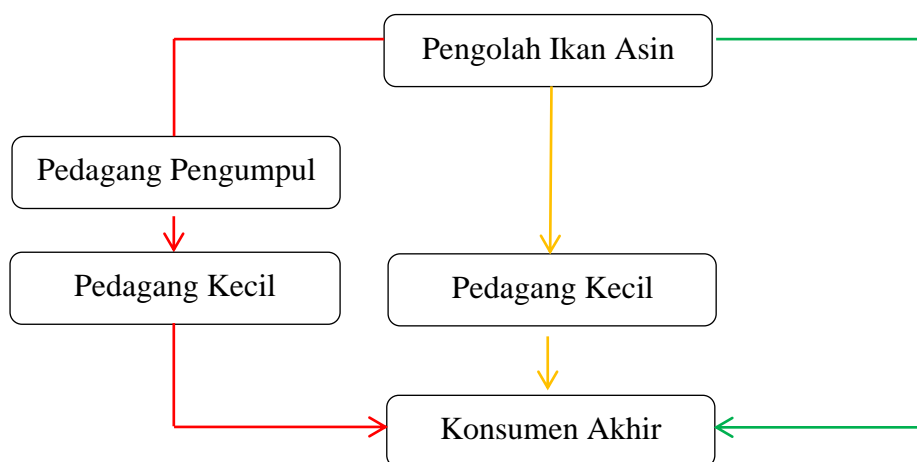 Pengolah Ikan Asin
Pedagang Pengumpul
Pedagang Kecil
Pedagang Kecil
Konsumen Akhir